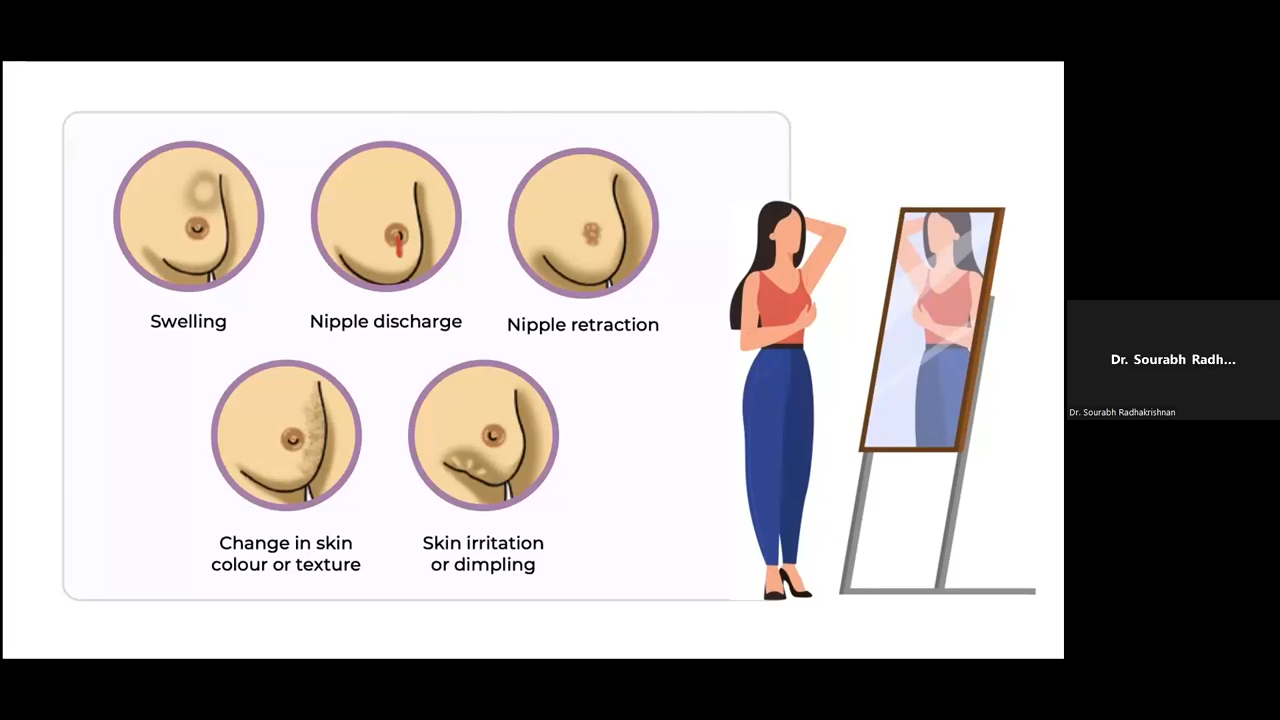 Swelling
Nipple discharge
Nipple retraction
Change in skin
colour or texture
Skin irritation
or dimpling
Dr. Sourabh Radh...
Dr. Sourabh Radhakrishnan